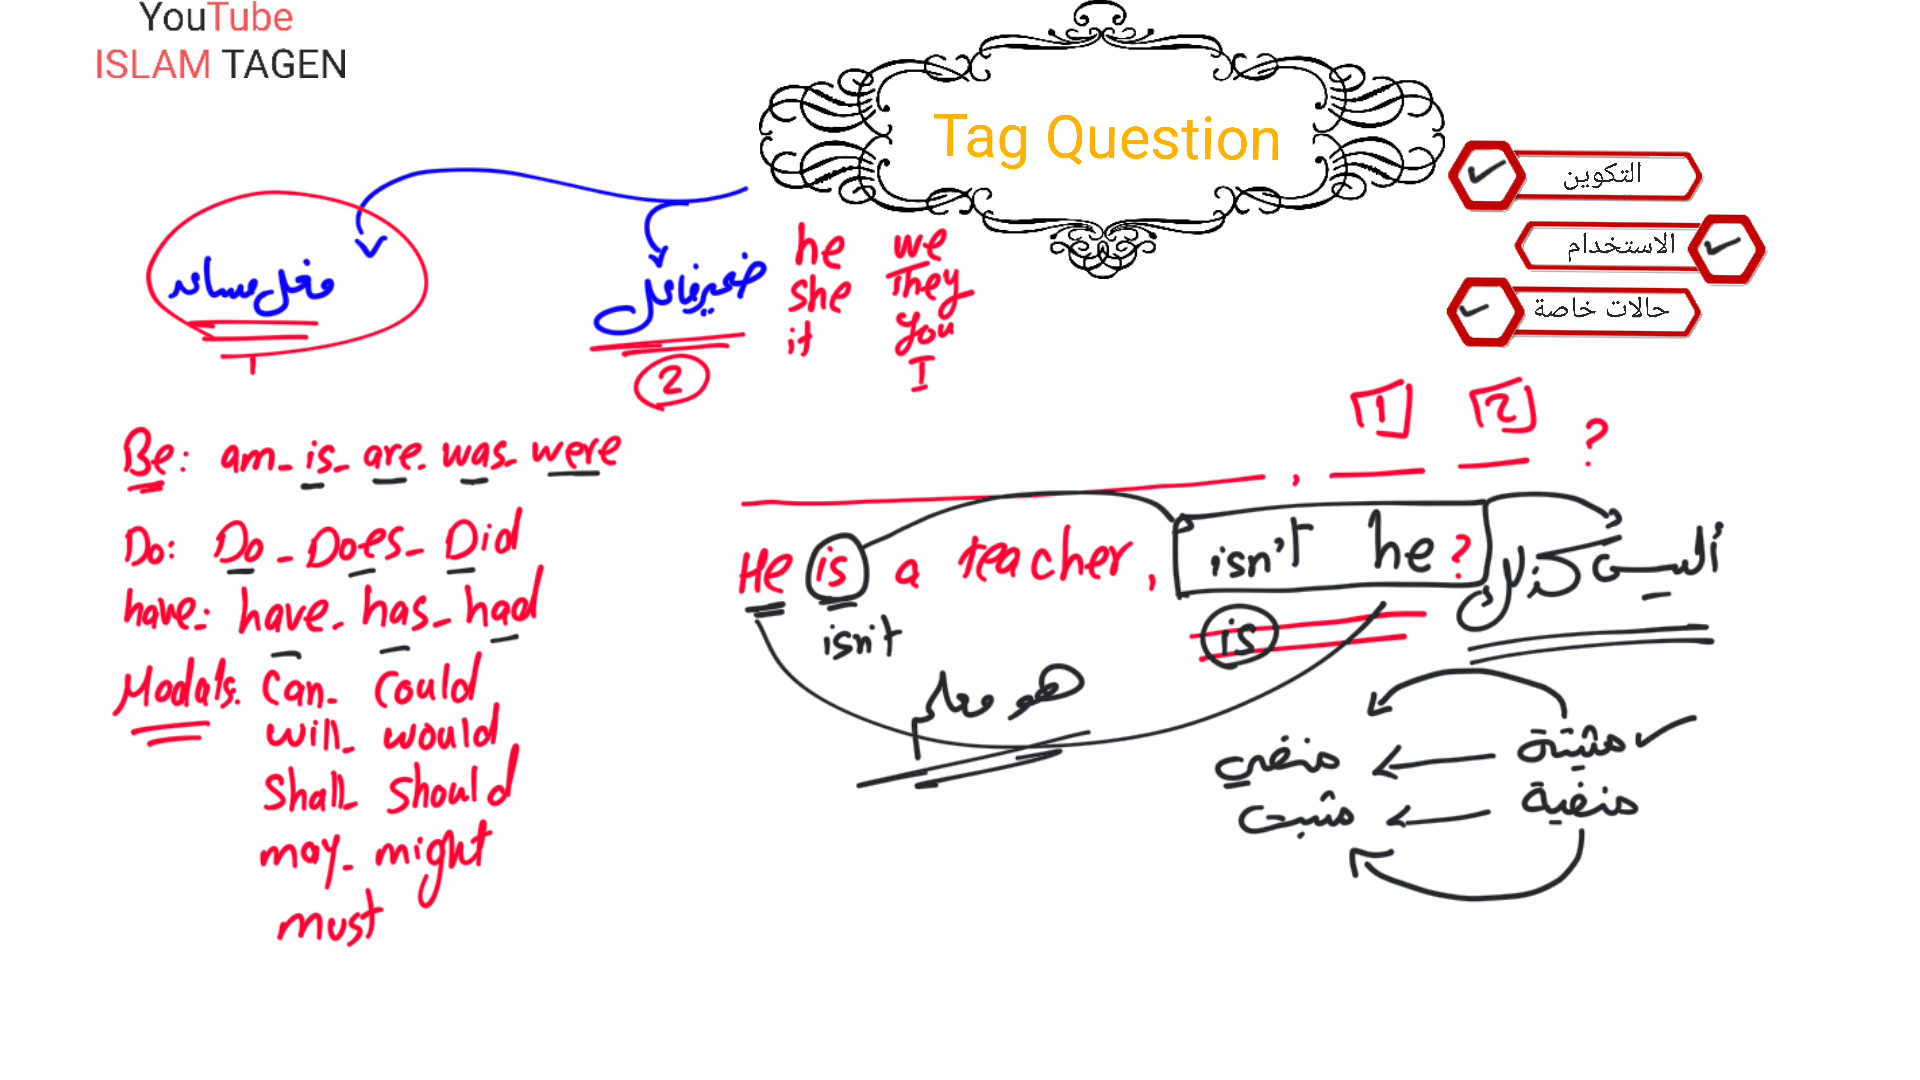 YouTube
ISLAM TAGEN
Tag Question
التكوين
الاستخدام
حالات خاصة
فعل مساعد
1
ضمير فاعل
2
he we
she They
it you
I
Be: am - is - are - was - were
Do: Do - Does - Did
have: have - has - had
Modals: Can - Could
will - would
Shall - Should
may - might
must
1 2
, ?
He is a teacher, isn't he?
أليس كذلك
isn't
is
هو معلم
مثبتة ← منفي
منفية ← مثبت